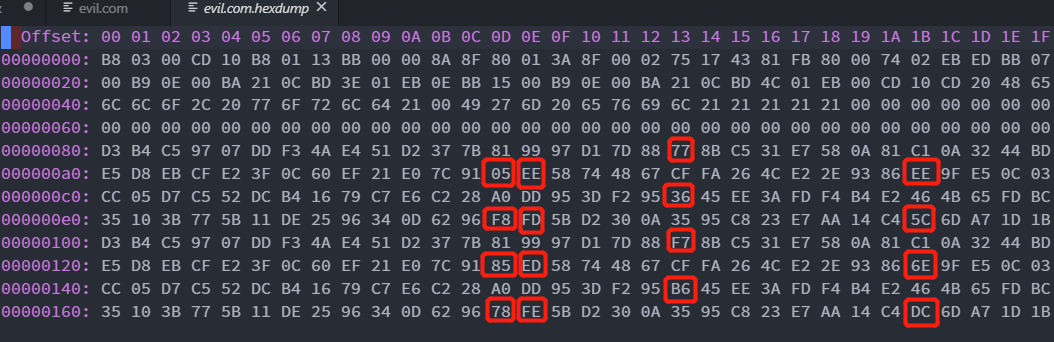 evil.com evil.com.hexdump ×
Offset: 00 01 02 03 04 05 06 07 08 09 0A 0B 0C 0D 0E 0F 10 11 12 13 14 15 16 17 18 19 1A 1B 1C 1D 1E 1F
00000000: B8 03 00 CD 10 B8 01 13 BB 00 00 8A 8F 80 01 3A 8F 00 02 75 17 43 81 FB 80 00 74 02 EB ED BB 07
00000020: 00 B9 0E 00 BA 21 0C BD 3E 01 EB 0E BB 15 00 B9 0E 00 BA 21 0C BD 4C 01 EB 00 CD 10 CD 20 48 65
00000040: 6C 6C 6F 2C 20 77 6F 72 6C 64 21 00 49 27 6D 20 65 76 69 6C 21 21 21 21 21 00 00 00 00 00 00 00
00000060: 00 00 00 00 00 00 00 00 00 00 00 00 00 00 00 00 00 00 00 00 00 00 00 00 00 00 00 00 00 00 00 00
00000080: D3 B4 C5 97 07 DD F3 4A E4 51 D2 37 7B 81 99 97 D1 7D 88 77 8B C5 31 E7 58 0A 81 C1 0A 32 44 BD
000000a0: E5 D8 EB CF E2 3F 0C 60 EF 21 E0 7C 91 05 EE 58 74 48 67 CF FA 26 4C E2 2E 93 86 EE 9F E5 0C 03
000000c0: CC 05 D7 C5 52 DC B4 16 79 C7 E6 C2 28 A0 DD 95 3D F2 95 36 45 EE 3A FD F4 B4 E2 46 4B 65 FD BC
000000e0: 35 10 3B 77 5B 11 DE 25 96 34 0D 62 96 F8 FD 5B D2 30 0A 35 95 C8 23 E7 AA 14 C4 5C 6D A7 1D 1B
00000100: D3 B4 C5 97 07 DD F3 4A E4 51 D2 37 7B 81 99 97 D1 7D 88 F7 8B C5 31 E7 58 0A 81 C1 0A 32 44 BD
00000120: E5 D8 EB CF E2 3F 0C 60 EF 21 E0 7C 91 85 ED 58 74 48 67 CF FA 26 4C E2 2E 93 86 6E 9F E5 0C 03
00000140: CC 05 D7 C5 52 DC B4 16 79 C7 E6 C2 28 A0 DD 95 3D F2 95 B6 45 EE 3A FD F4 B4 E2 46 4B 65 FD BC
00000160: 35 10 3B 77 5B 11 DE 25 96 34 0D 62 96 78 FE 5B D2 30 0A 35 95 C8 23 E7 AA 14 C4 DC 6D A7 1D 1B